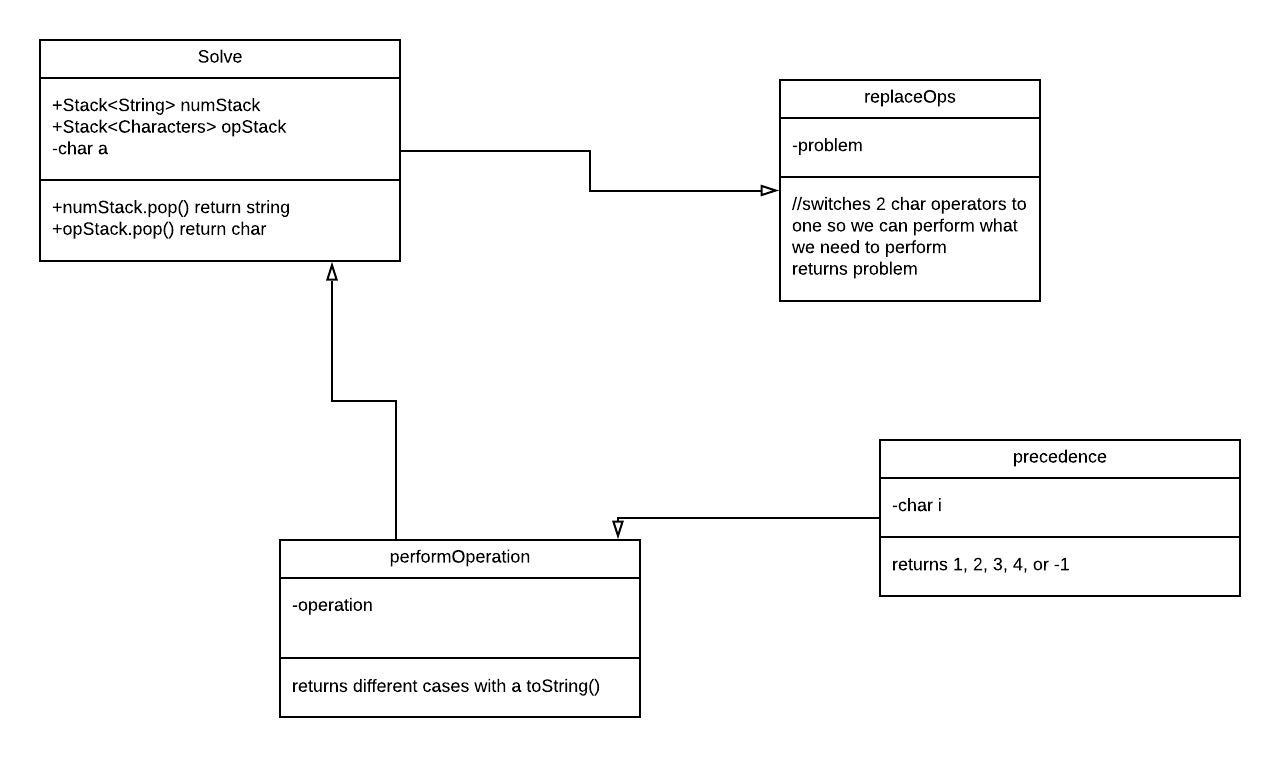 Solve
+Stack<String> numStack
+Stack<Characters> opStack
-char a
+numStack.pop() return string
+opStack.pop() return char
replaceOps
-problem
//switches 2 char operators to
one so we can perform what
we need to perform
returns problem
performOperation
-operation
returns different cases with a toString()
precedence
-char i
returns 1, 2, 3, 4, or -1